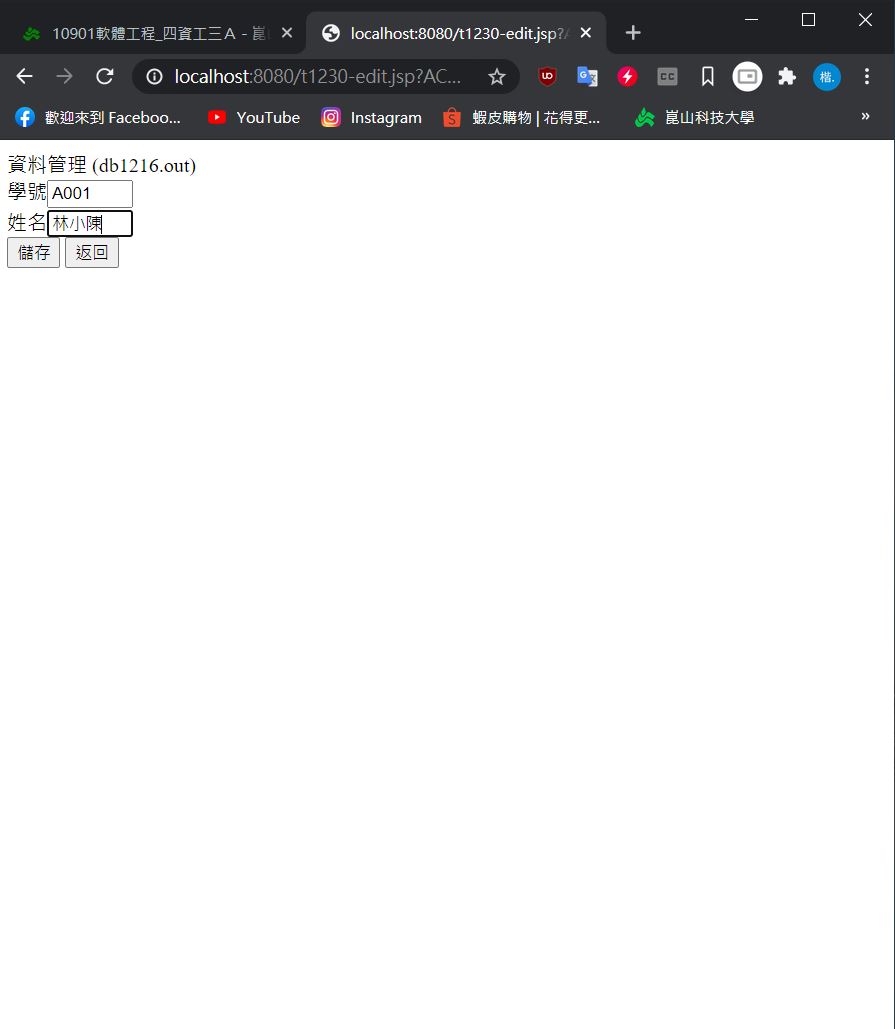 10901軟體工程_四資工三A - 崑
localhost:8080/t1230-edit.jsp?A
localhost:8080/t1230-edit.jsp?AC...
UO
G
CC
楷.
歡迎來到 Faceboo...
YouTube
Instagram
蝦皮購物 | 花得更...
崑山科技大學
»
資料管理 (db1216.out)
學號 A001
姓名 林小陳
儲存 返回